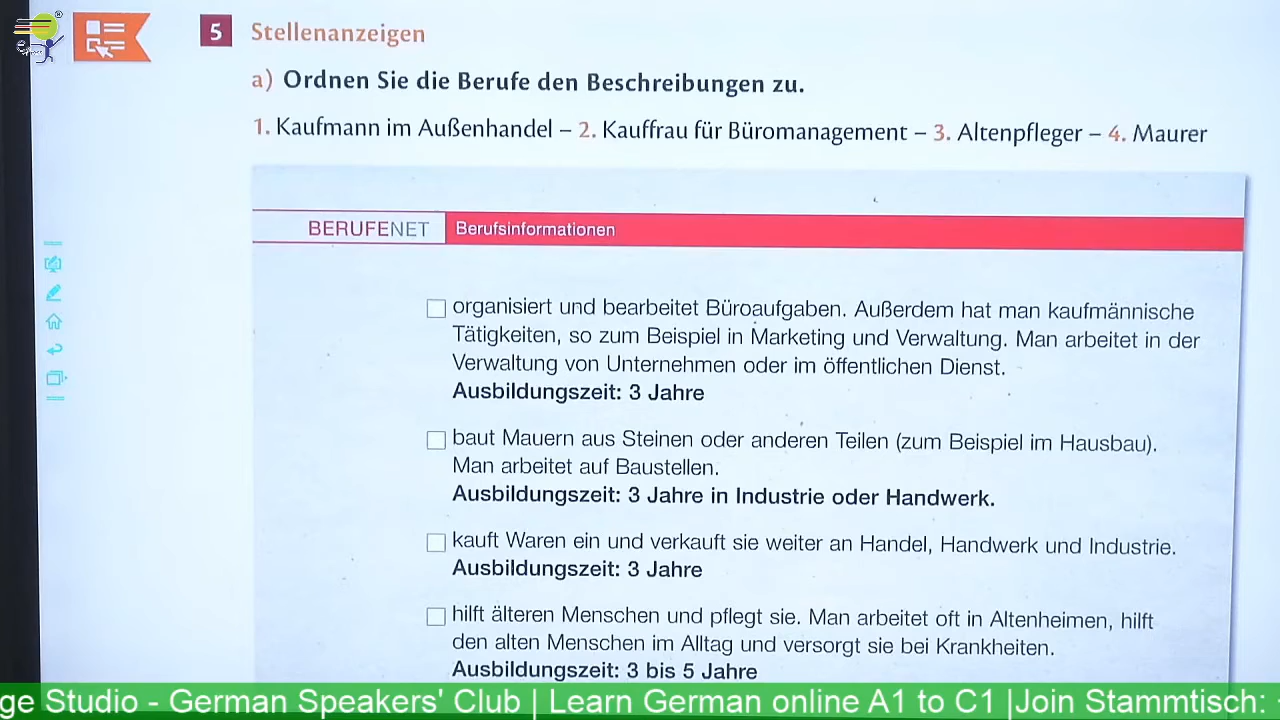 5 Stellenanzeigen
a) Ordnen Sie die Berufe den Beschreibungen zu.
1. Kaufmann im Außenhandel – 2. Kauffrau für Büromanagement – 3. Altenpfleger – 4. Maurer
BERUFENET Berufsinformationen
organisiert und bearbeitet Büroaufgaben. Außerdem hat man kaufmännische
Tätigkeiten, so zum Beispiel in Marketing und Verwaltung. Man arbeitet in der
Verwaltung von Unternehmen oder im öffentlichen Dienst.
Ausbildungszeit: 3 Jahre
baut Mauern aus Steinen oder anderen Teilen (zum Beispiel im Hausbau).
Man arbeitet auf Baustellen.
Ausbildungszeit: 3 Jahre in Industrie oder Handwerk.
kauft Waren ein und verkauft sie weiter an Handel, Handwerk und Industrie.
Ausbildungszeit: 3 Jahre
hilft älteren Menschen und pflegt sie. Man arbeitet oft in Altenheimen, hilft
den alten Menschen im Alltag und versorgt sie bei Krankheiten.
Ausbildungszeit: 3 bis 5 Jahre
ge Studio - German Speakers' Club | Learn German online A1 to C1 |Join Stammtisch: